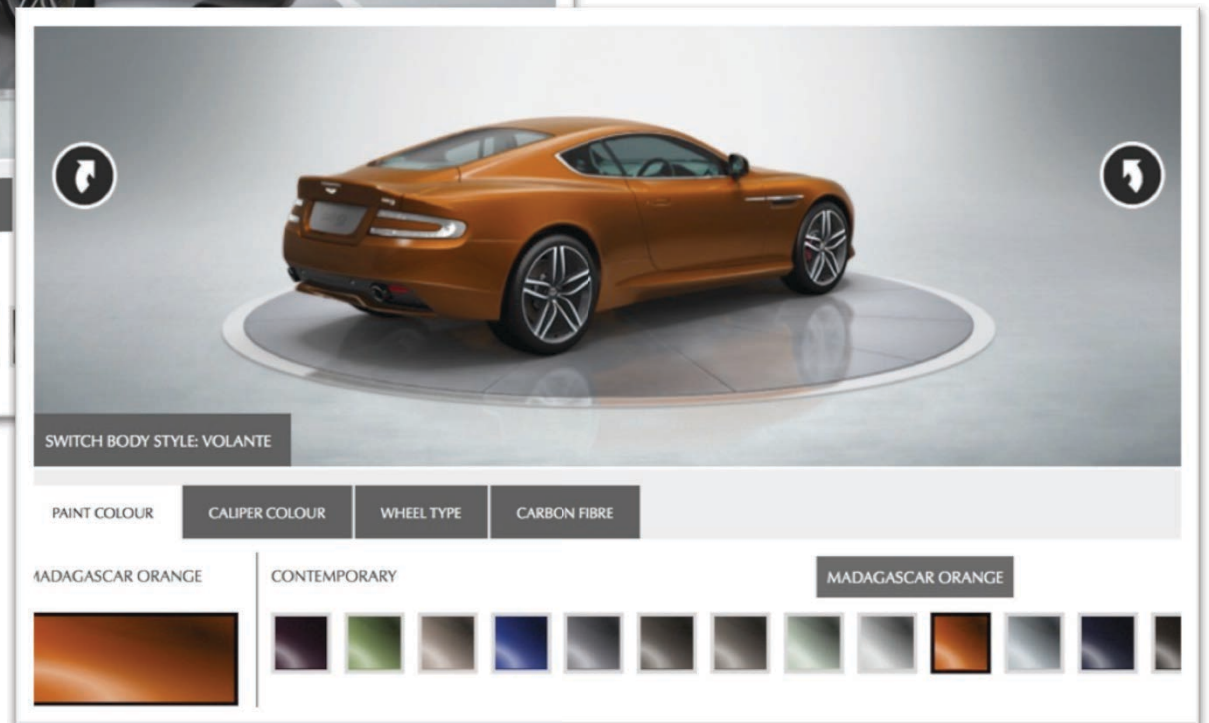 SWITCH BODY STYLE: VOLANTE
PAINT COLOUR
CALIPER COLOUR
WHEEL TYPE
CARBON FIBRE
MADAGASCAR ORANGE
CONTEMPORARY
MADAGASCAR ORANGE